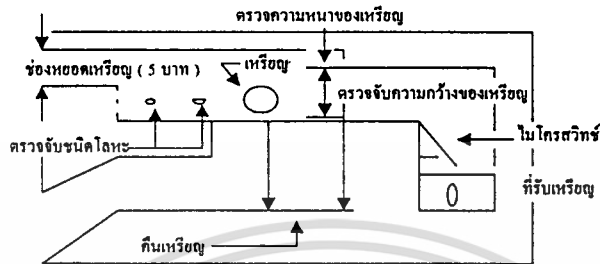 ตรวจความหนาของเหรียญ
ช่องหยอดเหรียญ ( 5 บาท )
เหรียญ
ตรวจจับความกว้างของเหรียญ
ไมโครสวิทช์
ตรวจจับชนิดโลหะ
ที่รับเหรียญ
คืนเหรียญ